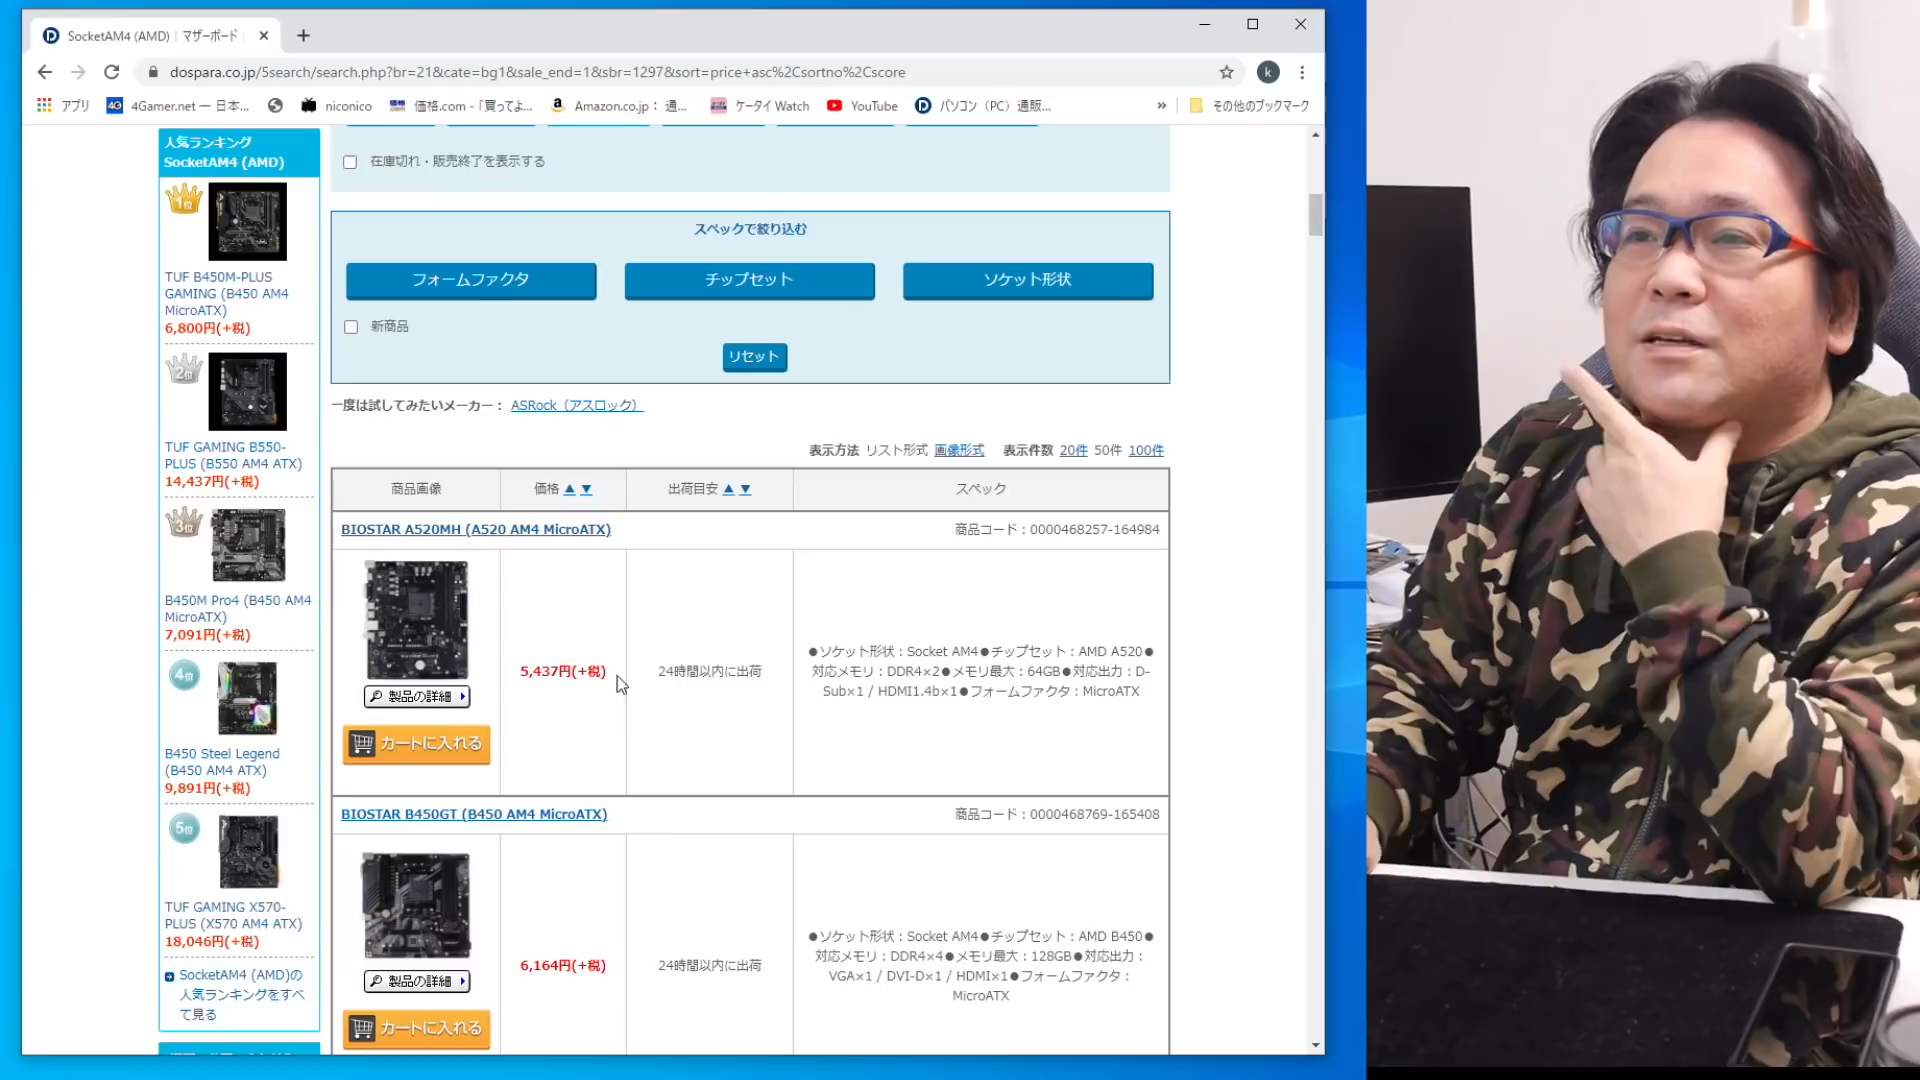 SocketAM4 (AMD)｜マザーボード
dospara.co.jp/5search/search.php?br=21&cate=bg1&sale_end=1&sbr=1297&sort=price+asc%2Csortno%2Cscore
k
アプリ
4Gamer.net ― 日本...
niconico
価格.com -「買ってよ...
Amazon.co.jp： 通...
ケータイ Watch
YouTube
パソコン（PC）通販...
»
その他のブックマーク
人気ランキング
SocketAM4 (AMD)
1位
TUF B450M-PLUS
GAMING (B450 AM4
MicroATX)
6,800円(+税)
2位
TUF GAMING B550-
PLUS (B550 AM4 ATX)
14,437円(+税)
3位
B450M Pro4 (B450 AM4
MicroATX)
7,091円(+税)
4位
B450 Steel Legend
(B450 AM4 ATX)
9,891円(+税)
5位
TUF GAMING X570-
PLUS (X570 AM4 ATX)
18,046円(+税)
SocketAM4 (AMD)の
人気ランキングをすべ
て見る
在庫切れ・販売終了を表示する
スペックで絞り込む
フォームファクタ
チップセット
ソケット形状
新商品
リセット
一度は試してみたいメーカー： ASRock（アスロック）
表示方法 リスト形式 画像形式 表示件数 20件 50件 100件
商品画像 価格▲▼ 出荷目安▲▼ スペック
BIOSTAR A520MH (A520 AM4 MicroATX) 商品コード：0000468257-164984
製品の詳細
カートに入れる
5,437円(+税)
24時間以内に出荷
●ソケット形状：Socket AM4●チップセット：AMD A520●
対応メモリ：DDR4×2●メモリ最大：64GB●対応出力：D-
Sub×1 / HDMI1.4b×1●フォームファクタ：MicroATX
BIOSTAR B450GT (B450 AM4 MicroATX) 商品コード：0000468769-165408
製品の詳細
カートに入れる
6,164円(+税)
24時間以内に出荷
●ソケット形状：Socket AM4●チップセット：AMD B450●
対応メモリ：DDR4×4●メモリ最大：128GB●対応出力：
VGA×1 / DVI-D×1 / HDMI×1●フォームファクタ：
MicroATX